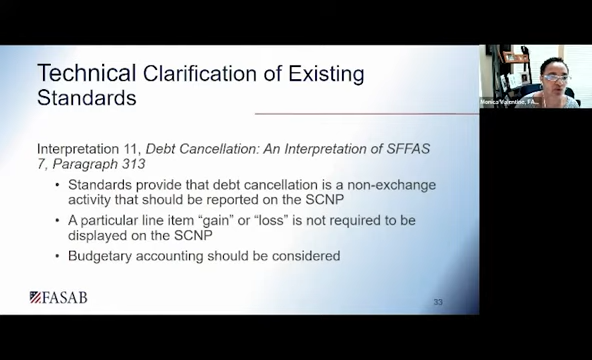 Technical Clarification of Existing
Standards
Interpretation 11, Debt Cancellation: An Interpretation of SFFAS
7, Paragraph 313
• Standards provide that debt cancellation is a non-exchange
activity that should be reported on the SCNP
• A particular line item “gain” or “loss” is not required to be
displayed on the SCNP
• Budgetary accounting should be considered
FASAB
33
Monica Valentine, FA...